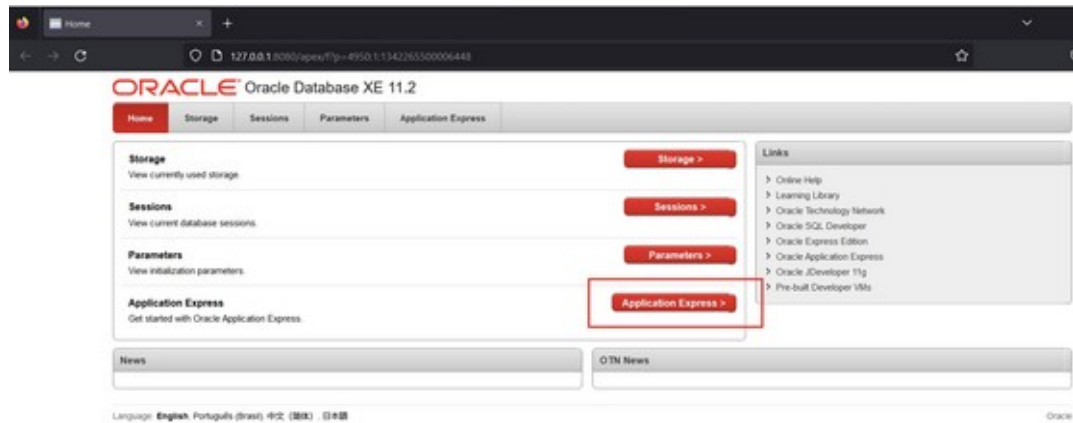 Home
127.0.0.1:8080/apex/f?p=4950:1:1342265500006448
ORACLE Oracle Database XE 11.2
Home Storage Sessions Parameters Application Express
Storage
View currently used storage.
Storage >
Sessions
View current database sessions.
Sessions >
Parameters
View initialization parameters.
Parameters >
Application Express
Get started with Oracle Application Express.
Application Express >
Links
Online Help
Learning Library
Oracle Technology Network
Oracle SQL Developer
Oracle Express Edition
Oracle Application Express
Oracle JDeveloper 11g
Pre-built Developer VMs
News
OTN News
Language: English, Português (Brasil), 中文 (简体) , 日本語
Oracle